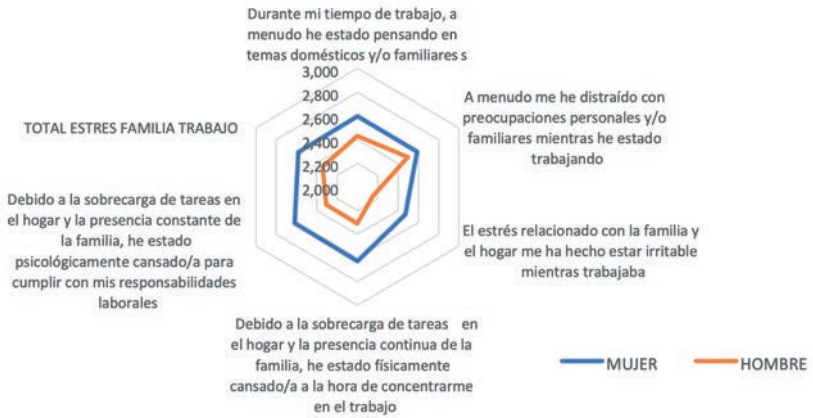 Durante mi tiempo de trabajo, a
menudo he estado pensando en
temas domésticos y/o familiares s
3,000
2,800
2,600
2,400
2,200
2,000
A menudo me he distraído con
preocupaciones personales y/o
familiares mientras he estado
trabajando
El estrés relacionado con la familia y
el hogar me ha hecho estar irritable
mientras trabajaba
Debido a la sobrecarga de tareas en
el hogar y la presencia continua de la
familia, he estado físicamente
cansado/a a la hora de concentrarme
en el trabajo
Debido a la sobrecarga de tareas en
el hogar y la presencia constante de
la familia, he estado
psicológicamente cansado/a para
cumplir con mis responsabilidades
laborales
TOTAL ESTRES FAMILIA TRABAJO
MUJER
HOMBRE